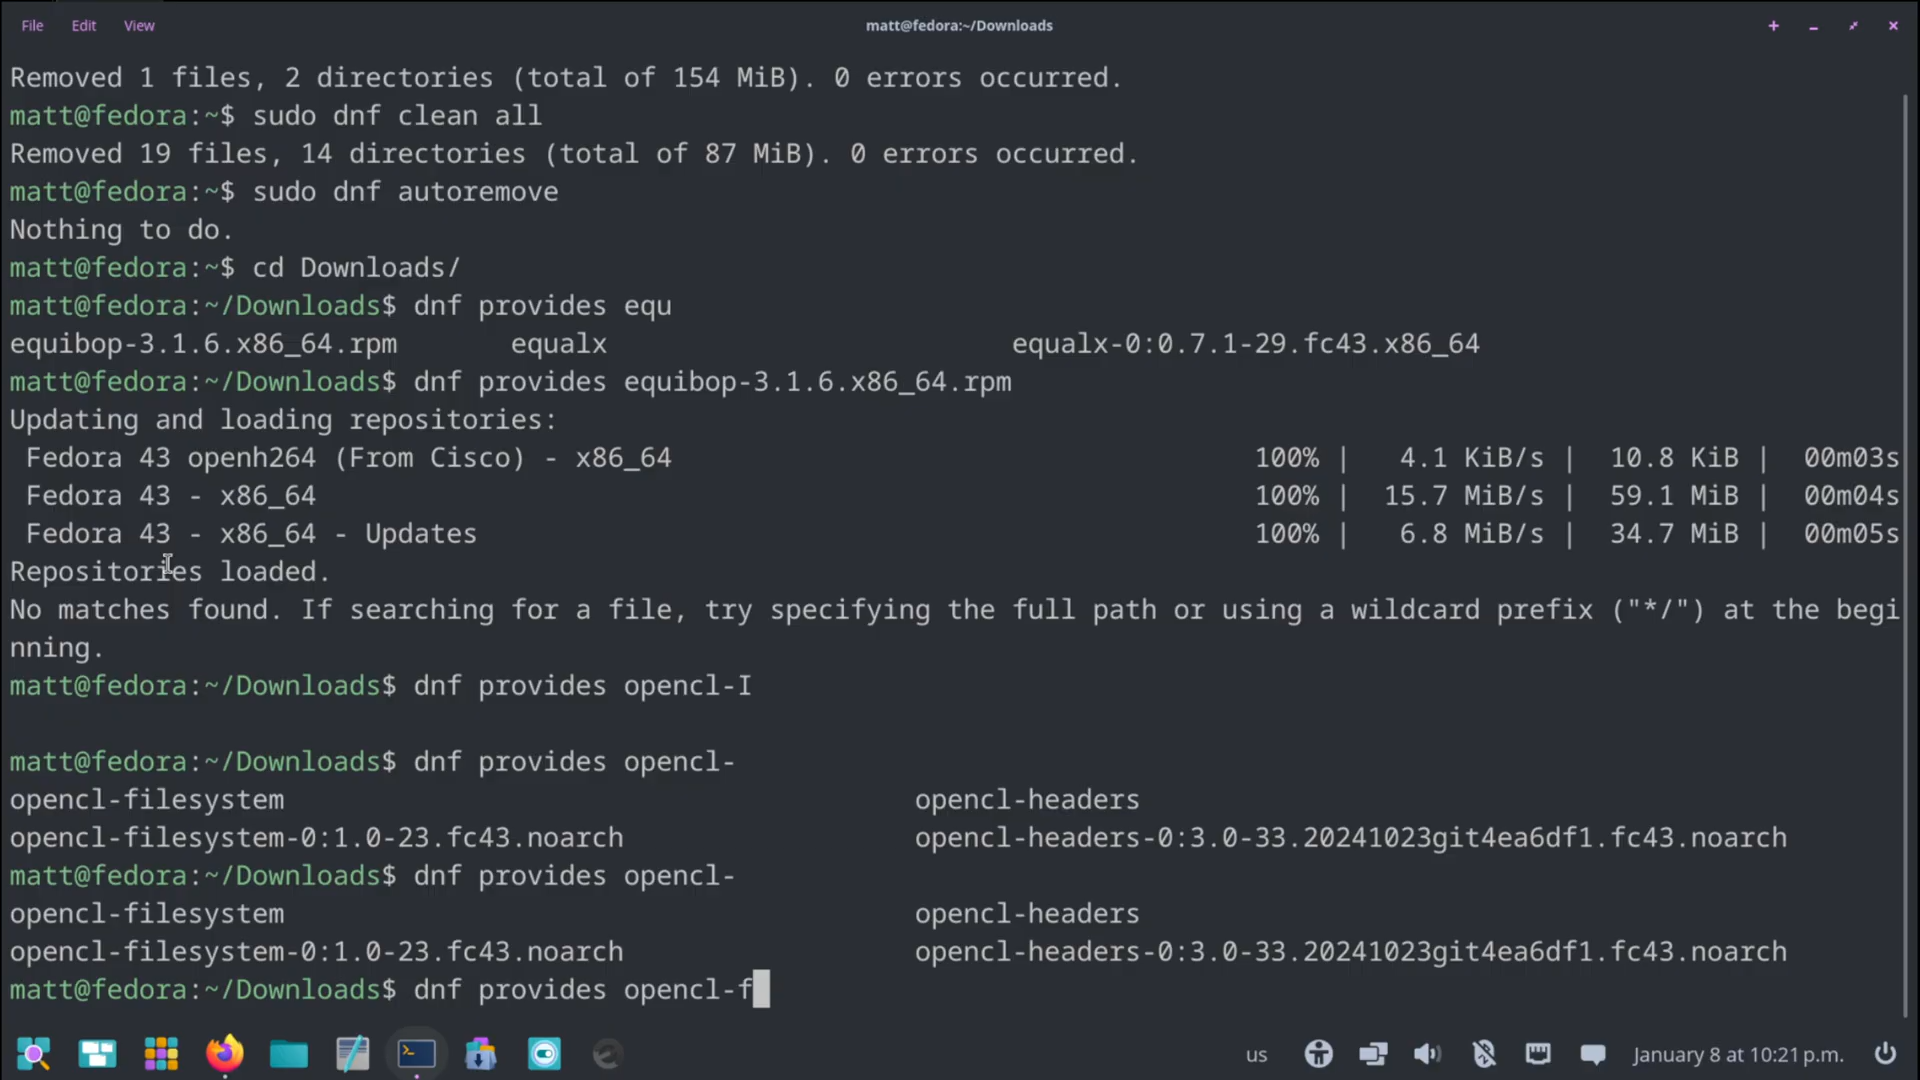 File Edit View matt@fedora:~/Downloads
Removed 1 files, 2 directories (total of 154 MiB). 0 errors occurred.
matt@fedora:~$ sudo dnf clean all
Removed 19 files, 14 directories (total of 87 MiB). 0 errors occurred.
matt@fedora:~$ sudo dnf autoremove
Nothing to do.
matt@fedora:~$ cd Downloads/
matt@fedora:~/Downloads$ dnf provides equ
equibop-3.1.6.x86_64.rpm equalx equalx-0:0.7.1-29.fc43.x86_64
matt@fedora:~/Downloads$ dnf provides equibop-3.1.6.x86_64.rpm
Updating and loading repositories:
Fedora 43 openh264 (From Cisco) - x86_64 100% | 4.1 KiB/s | 10.8 KiB | 00m03s
Fedora 43 - x86_64 100% | 15.7 MiB/s | 59.1 MiB | 00m04s
Fedora 43 - x86_64 - Updates 100% | 6.8 MiB/s | 34.7 MiB | 00m05s
Repositories loaded.
No matches found. If searching for a file, try specifying the full path or using a wildcard prefix ("*/") at the begi
nning.
matt@fedora:~/Downloads$ dnf provides opencl-I
matt@fedora:~/Downloads$ dnf provides opencl-
opencl-filesystem opencl-headers
opencl-filesystem-0:1.0-23.fc43.noarch opencl-headers-0:3.0-33.20241023git4ea6df1.fc43.noarch
matt@fedora:~/Downloads$ dnf provides opencl-
opencl-filesystem opencl-headers
opencl-filesystem-0:1.0-23.fc43.noarch opencl-headers-0:3.0-33.20241023git4ea6df1.fc43.noarch
matt@fedora:~/Downloads$ dnf provides opencl-f
us January 8 at 10:21 p.m.